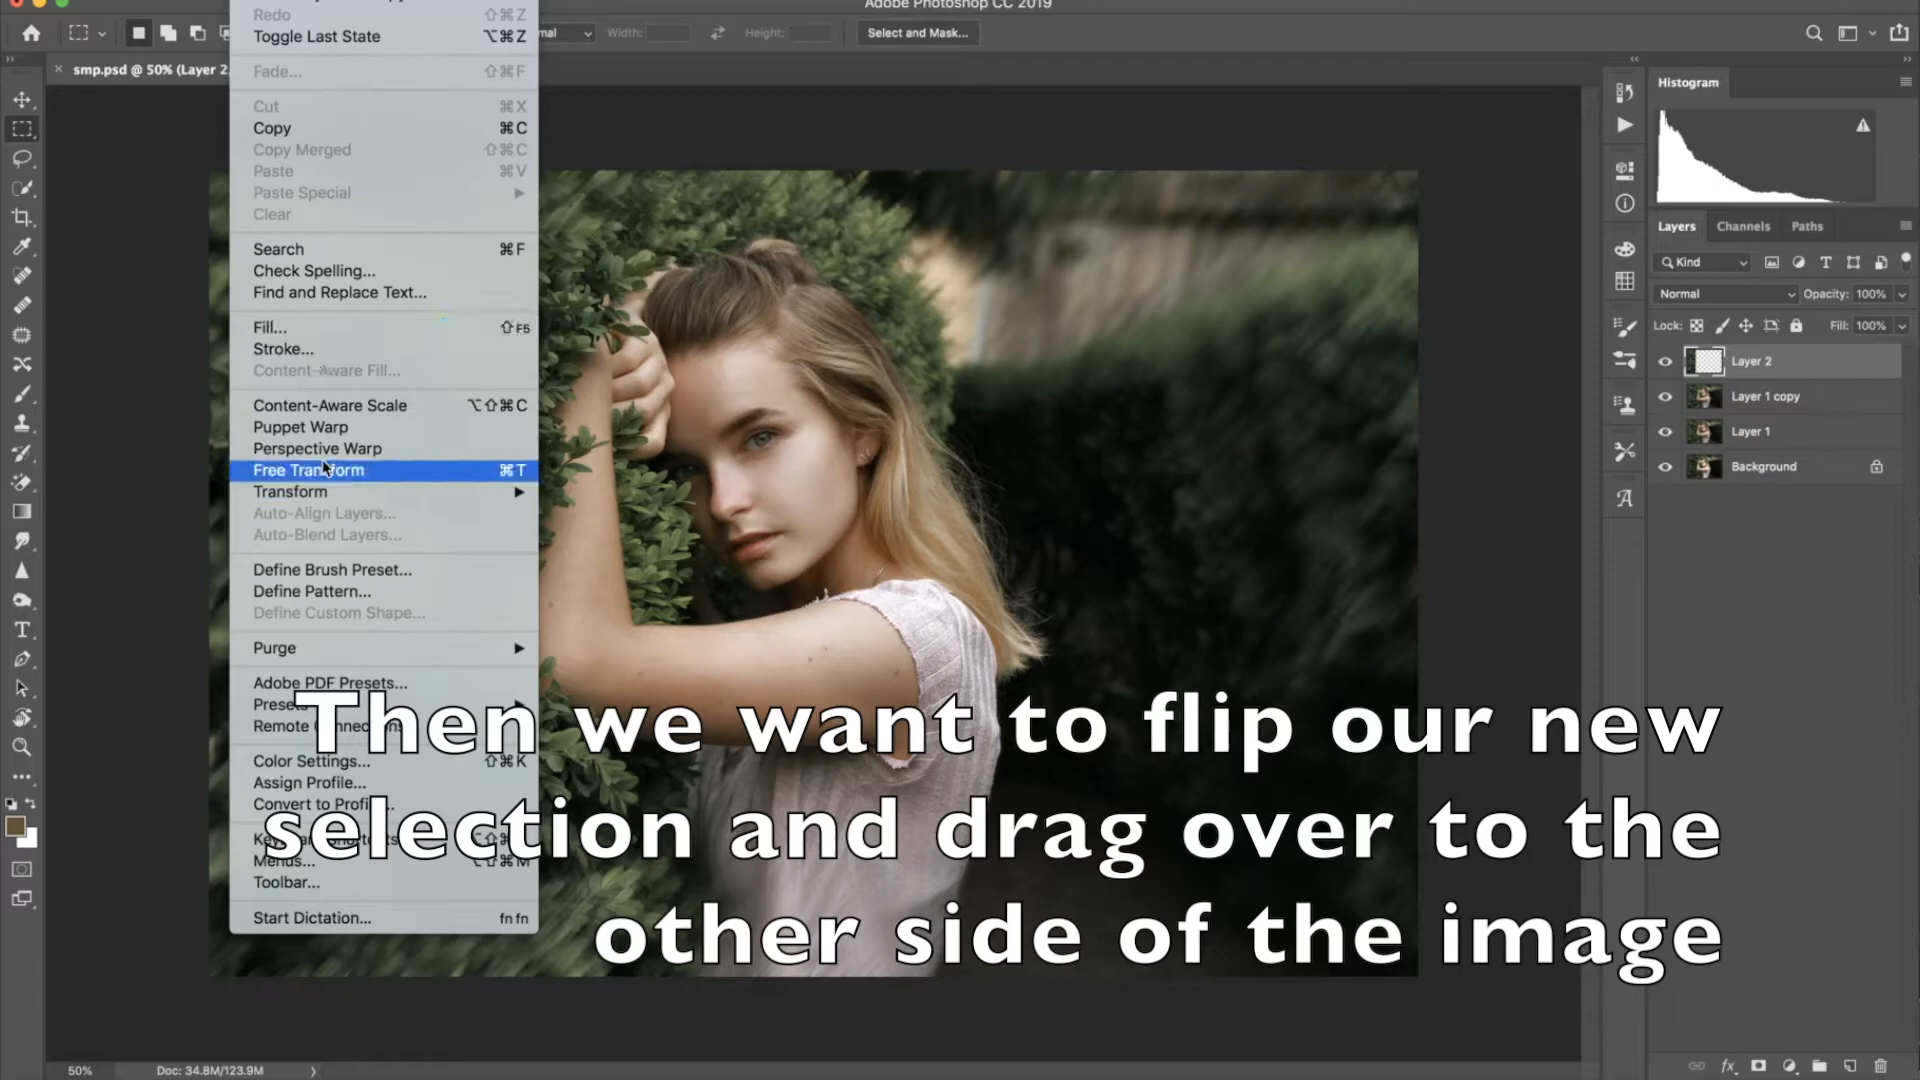 Adobe Photoshop CC 2019
Redo ⇧⌘Z
Toggle Last State ⌥⌘Z
Width:
Height:
Select and Mask...
smp.psd @ 50% (Layer 2,
Fade... ⇧⌘F
Cut ⌘X
Copy ⌘C
Copy Merged ⇧⌘C
Paste ⌘V
Paste Special
Clear
Search ⌘F
Check Spelling...
Find and Replace Text...
Fill... ⇧F5
Stroke...
Content-Aware Fill...
Content-Aware Scale ⌥⇧⌘C
Puppet Warp
Perspective Warp
Free Transform ⌘T
Transform
Auto-Align Layers...
Auto-Blend Layers...
Define Brush Preset...
Define Pattern...
Define Custom Shape...
Purge
Adobe PDF Presets...
Presets
Remote
Color Settings... ⇧⌘K
Assign Profile...
Convert to
Menus... ⌥⇧⌘M
Toolbar...
Start Dictation... fn fn
Then we want to flip our new
selection and drag over to the
other side of the image
Histogram
Layers Channels Paths
Kind
Normal Opacity: 100%
Lock: Fill: 100%
Layer 2
Layer 1 copy
Layer 1
Background
50% Doc: 34.8M/123.9M